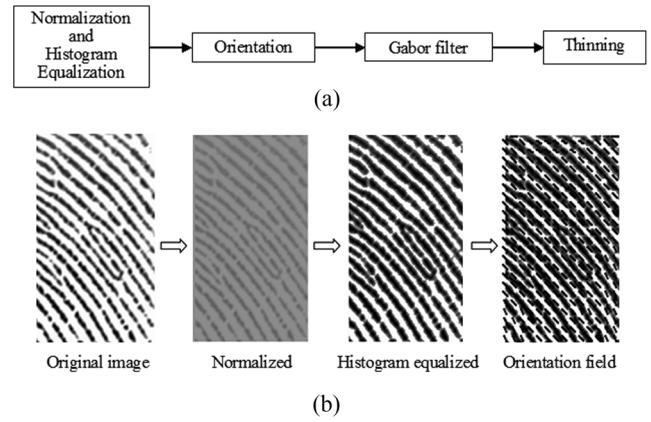 Normalization
and
Histogram
Equalization
Orientation
Gabor filter
Thinning
(a)
Original image
Normalized
Histogram equalized
Orientation field
(b)